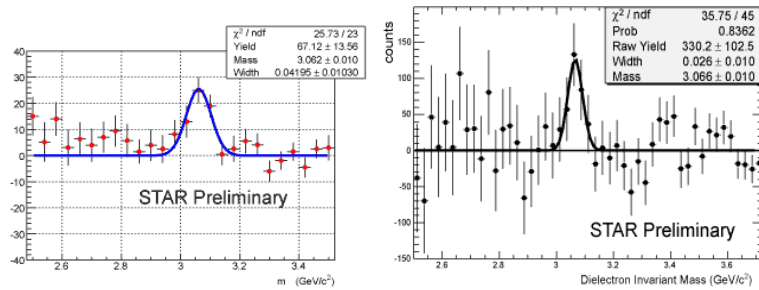 χ² / ndf 25.73 / 23
Yield 67.12 ± 13.56
Mass 3.062 ± 0.010
Width 0.04195 ± 0.01030
40
30
20
10
0
-10
-20
-30
-40
STAR Preliminary
2.6 2.8 3 3.2 3.4
m (GeV/c²)
χ² / ndf 35.75 / 45
Prob 0.8362
Raw Yield 330.2 ± 102.5
Width 0.026 ± 0.010
Mass 3.066 ± 0.010
counts
150
100
50
0
-50
-100
-150
STAR Preliminary
2.6 2.8 3 3.2 3.4 3.6
Dielectron Invariant Mass (GeV/c²)